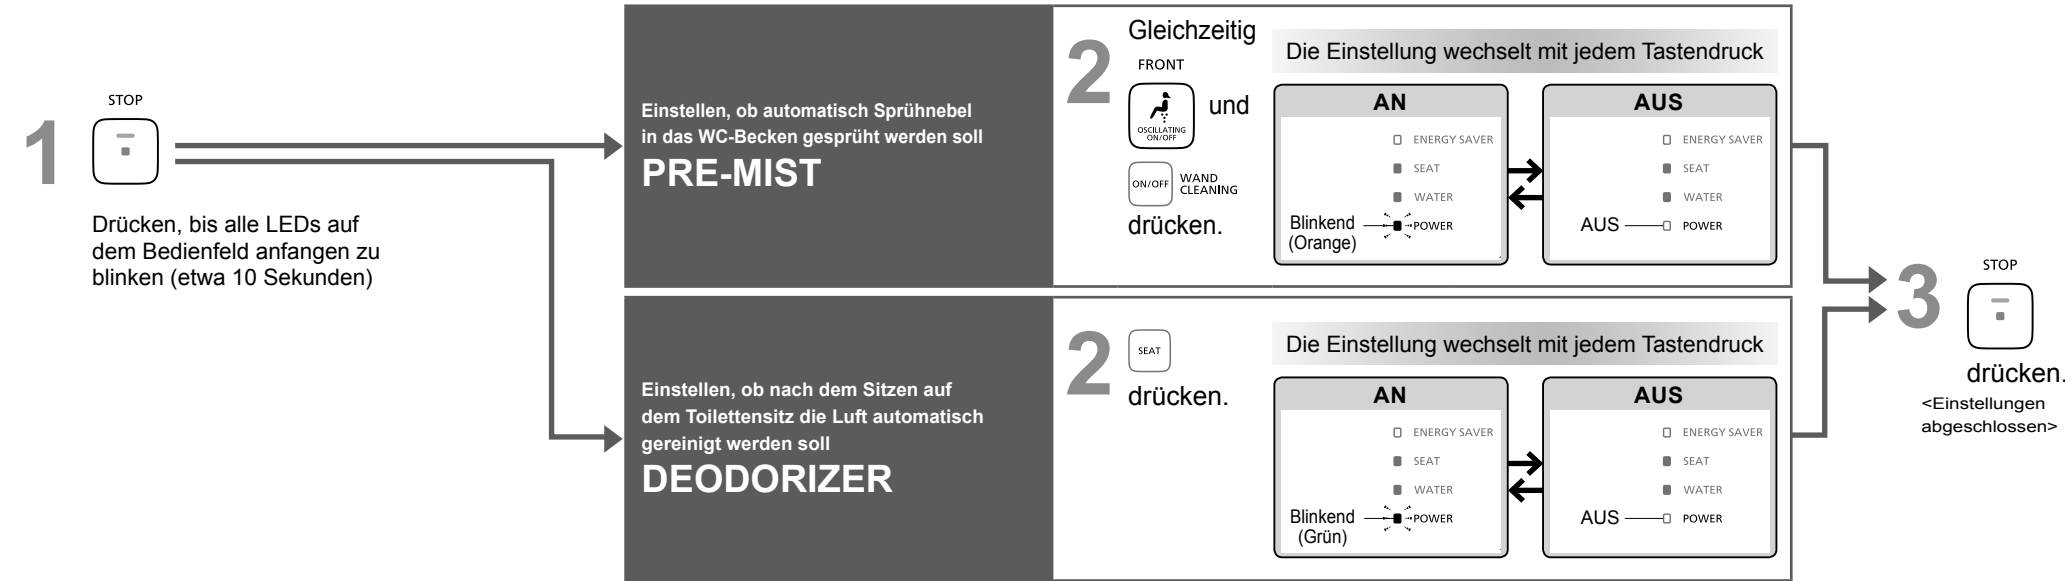 1
STOP
Drücken, bis alle LEDs auf
dem Bedienfeld anfangen zu
blinken (etwa 10 Sekunden)
Einstellen, ob automatisch Sprühnebel
in das WC-Becken gesprüht werden soll
PRE-MIST
2
Gleichzeitig
FRONT
OSCILLATING
ON/OFF
und
ON/OFF WAND
CLEANING
drücken.
Die Einstellung wechselt mit jedem Tastendruck
AN
ENERGY SAVER
SEAT
WATER
Blinkend
(Orange)
POWER
AUS
ENERGY SAVER
SEAT
WATER
AUS POWER
Einstellen, ob nach dem Sitzen auf
dem Toilettensitz die Luft automatisch
gereinigt werden soll
DEODORIZER
2
SEAT
drücken.
Die Einstellung wechselt mit jedem Tastendruck
AN
ENERGY SAVER
SEAT
WATER
Blinkend
(Grün)
POWER
AUS
ENERGY SAVER
SEAT
WATER
AUS POWER
3
STOP
drücken.
<Einstellungen
abgeschlossen>